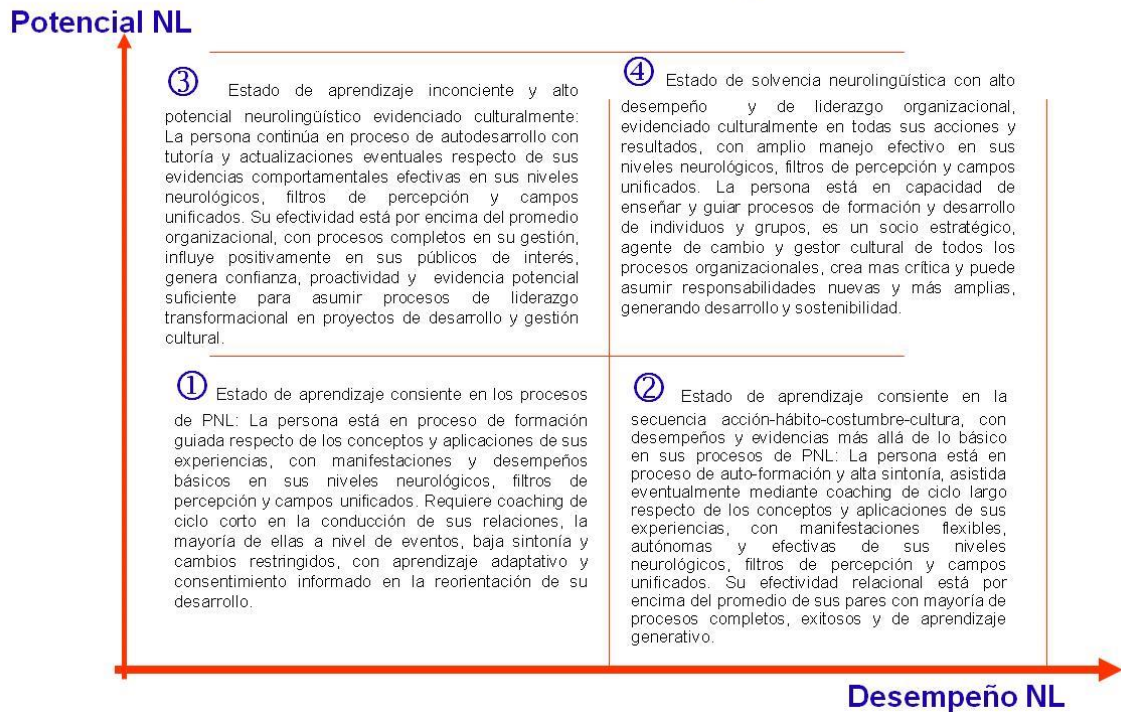 Potencial NL
③ Estado de aprendizaje inconciente y alto
potencial neurolingüístico evidenciado culturalmente:
La persona continúa en proceso de autodesarrollo con
tutoría y actualizaciones eventuales respecto de sus
evidencias comportamentales efectivas en sus niveles
neurológicos, filtros de percepción y campos
unificados. Su efectividad está por encima del promedio
organizacional, con procesos completos en su gestión,
influye positivamente en sus públicos de interés,
genera confianza, proactividad y evidencia potencial
suficiente para asumir procesos de liderazgo
transformacional en proyectos de desarrollo y gestión
cultural.
④ Estado de solvencia neurolingüística con alto
desempeño y de liderazgo organizacional,
evidenciado culturalmente en todas sus acciones y
resultados, con amplio manejo efectivo en sus
niveles neurológicos, filtros de percepción y campos
unificados. La persona está en capacidad de
enseñar y guiar procesos de formación y desarrollo
de individuos y grupos, es un socio estratégico,
agente de cambio y gestor cultural de todos los
procesos organizacionales, crea mas crítica y puede
asumir responsabilidades nuevas y más amplias,
generando desarrollo y sostenibilidad.
① Estado de aprendizaje consiente en los procesos
de PNL: La persona está en proceso de formación
guiada respecto de los conceptos y aplicaciones de sus
experiencias, con manifestaciones y desempeños
básicos en sus niveles neurológicos, filtros de
percepción y campos unificados. Requiere coaching de
ciclo corto en la conducción de sus relaciones, la
mayoría de ellas a nivel de eventos, baja sintonía y
cambios restringidos, con aprendizaje adaptativo y
consentimiento informado en la reorientación de su
desarrollo.
② Estado de aprendizaje consiente en la
secuencia acción-hábito-costumbre-cultura, con
desempeños y evidencias más allá de lo básico
en sus procesos de PNL: La persona está en
proceso de auto-formación y alta sintonía, asistida
eventualmente mediante coaching de ciclo largo
respecto de los conceptos y aplicaciones de sus
experiencias, con manifestaciones flexibles,
autónomas y efectivas de sus niveles
neurológicos, filtros de percepción y campos
unificados. Su efectividad relacional está por
encima del promedio de sus pares con mayoría de
procesos completos, exitosos y de aprendizaje
generativo.
Desempeño NL